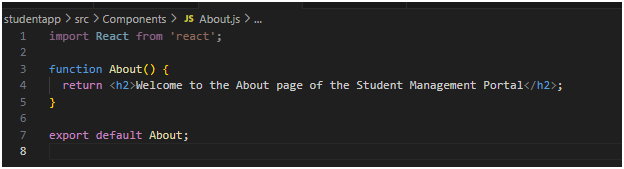 studentapp > src > Components > JS About.js > ...
1 import React from 'react';
2
3 function About() {
4 return <h2>Welcome to the About page of the Student Management Portal</h2>;
5 }
6
7 export default About;
8